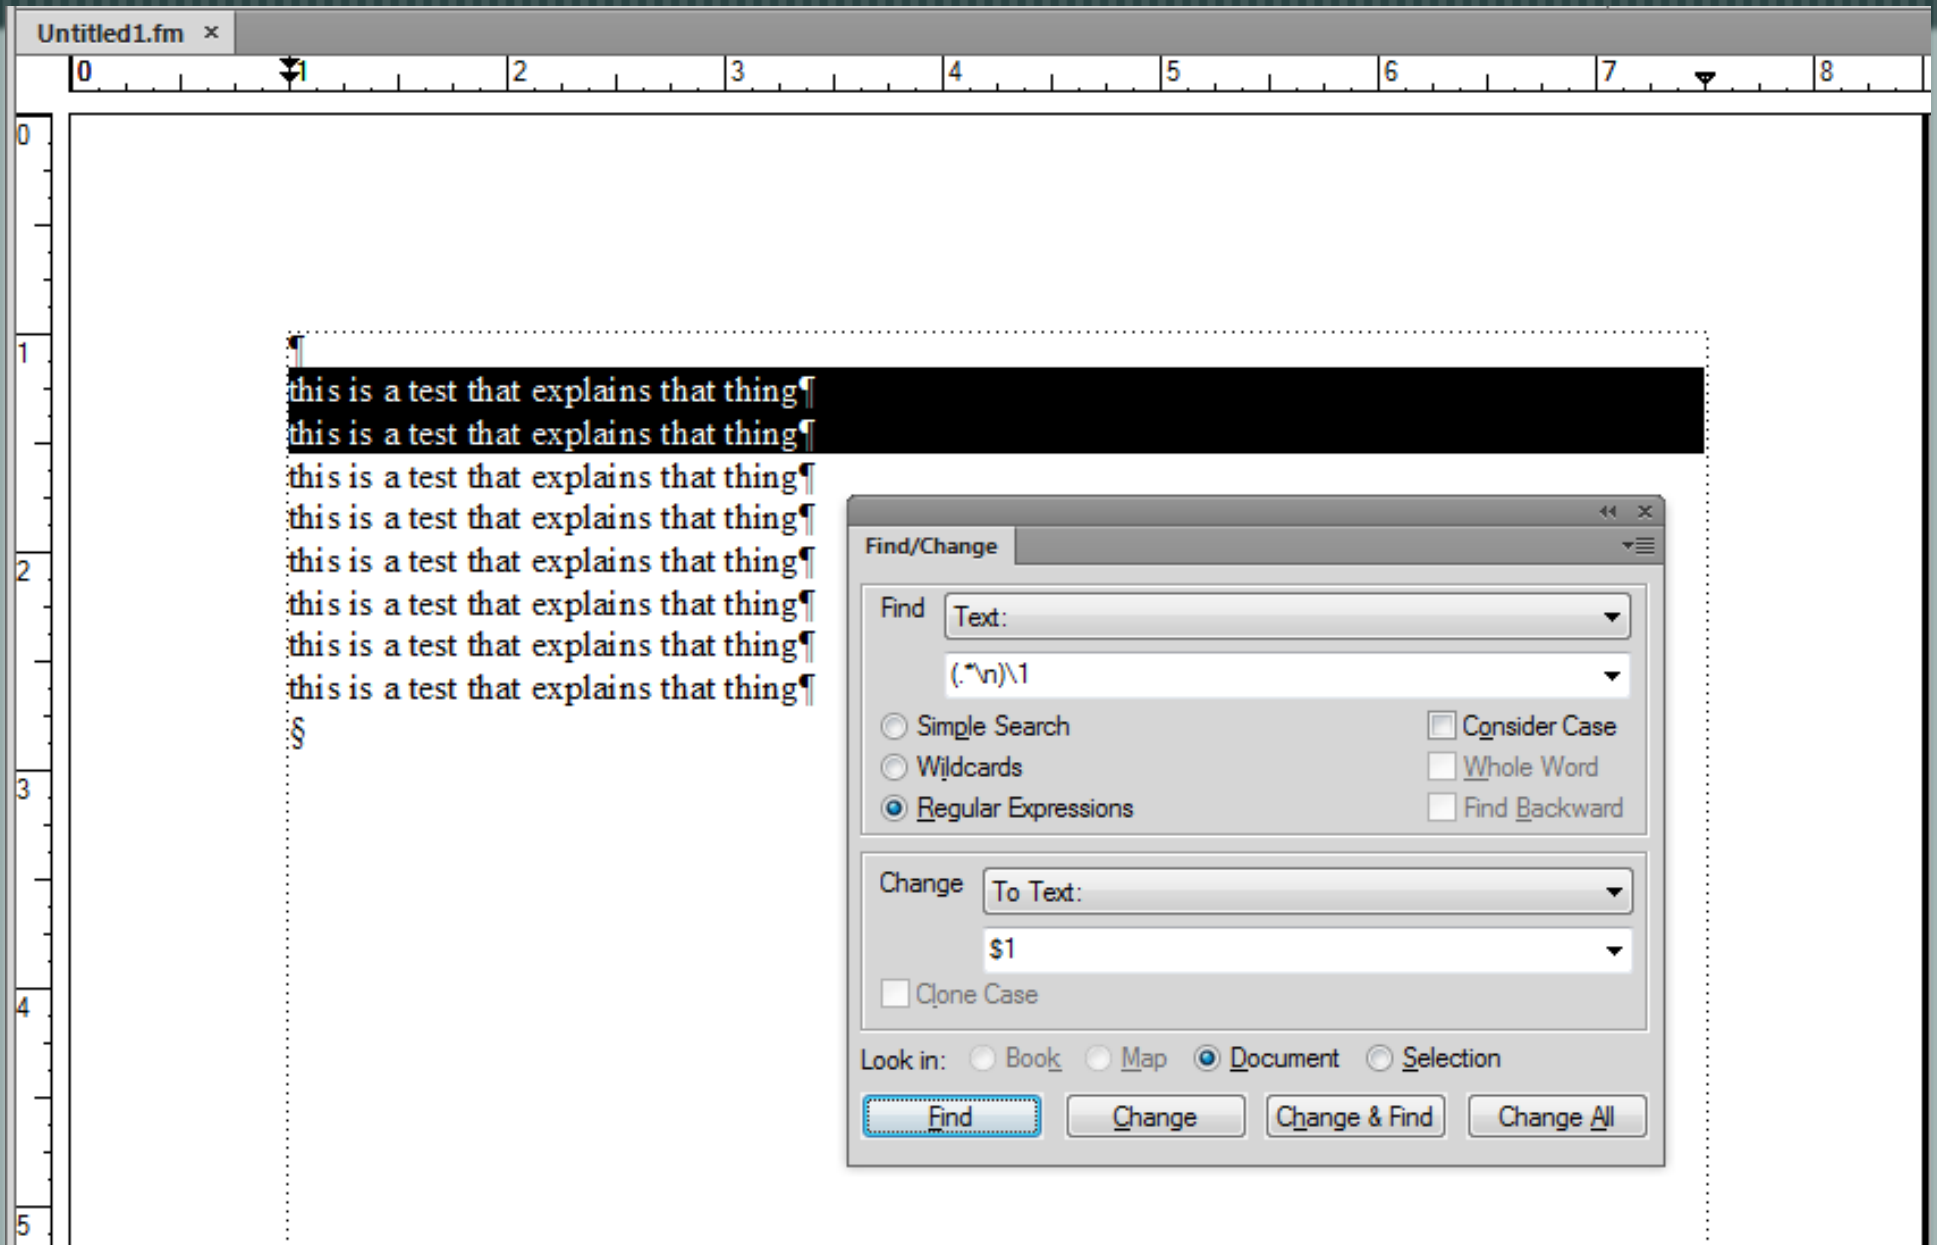 Untitled1.fm ×
0 1 2 3 4 5 6 7 8
0
¶
1
this is a test that explains that thing¶
this is a test that explains that thing¶
this is a test that explains that thing¶
this is a test that explains that thing¶
this is a test that explains that thing¶
this is a test that explains that thing¶
this is a test that explains that thing¶
this is a test that explains that thing¶
§
2
3
4
5
Find/Change
Find Text:
(.*\n)\1
Simple Search Consider Case
Wildcards Whole Word
Regular Expressions Find Backward
Change To Text:
$1
Clone Case
Look in: Book Map Document Selection
Find Change Change & Find Change All